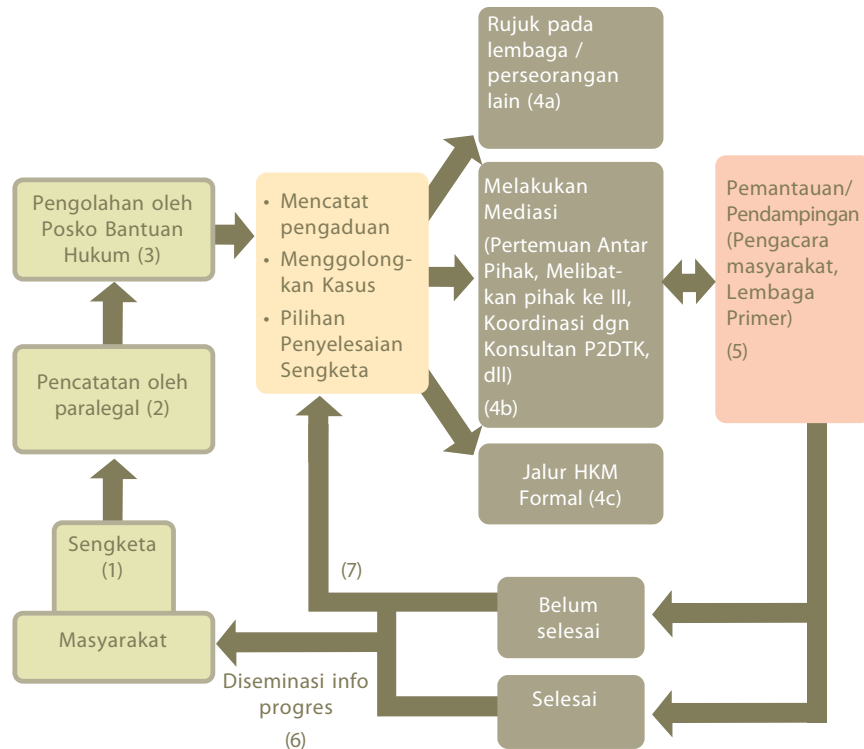 Rujuk pada
lembaga /
perseorangan
lain (4a)
Pengolahan oleh
Posko Bantuan
Hukum (3)
• Mencatat
pengaduan
• Menggolong-
kan Kasus
• Pilihan
Penyelesaian
Sengketa
Melakukan
Mediasi
(Pertemuan Antar
Pihak, Melibat-
kan pihak ke III,
Koordinasi dgn
Konsultan P2DTK,
dll)
(4b)
Pemantauan/
Pendampingan
(Pengacara
masyarakat,
Lembaga
Primer)
(5)
Pencatatan oleh
paralegal (2)
Jalur HKM
Formal (4c)
Sengketa
(1)
(7)
Belum
selesai
Masyarakat
Diseminasi info
progres
(6)
Selesai